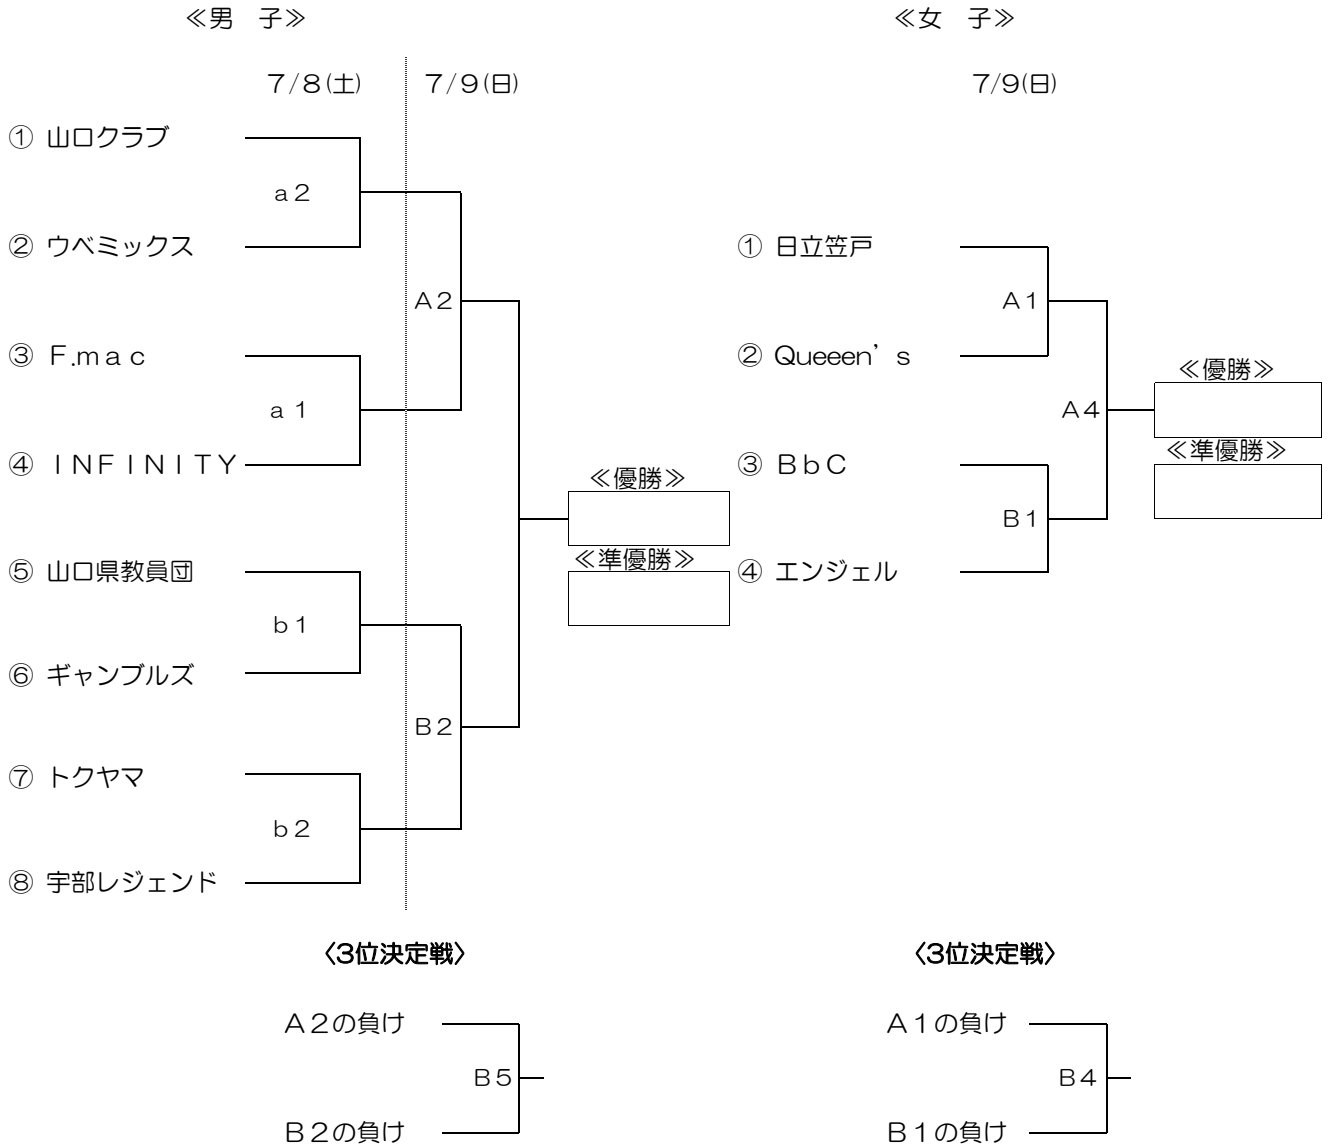 ≪男　子≫
≪女　子≫
７/８(土)
７/９(日)
７/９(日)
① 山口クラブ
ａ２
② ウベミックス
① 日立笠戸
Ａ２
Ａ１
③ Ｆ.ｍａｃ
② Queeen’ｓ
≪優勝≫
ａ１
Ａ４
≪準優勝≫
④ ＩＮＦＩＮＩＴＹ
③ ＢｂＣ
≪優勝≫
Ｂ１
≪準優勝≫
⑤ 山口県教員団
④ エンジェル
ｂ１
⑥ ギャンブルズ
Ｂ２
⑦ トクヤマ
ｂ２
⑧ 宇部レジェンド
〈3位決定戦〉
〈3位決定戦〉
Ａ２の負け
Ａ１の負け
Ｂ５
Ｂ４
Ｂ２の負け
Ｂ１の負け